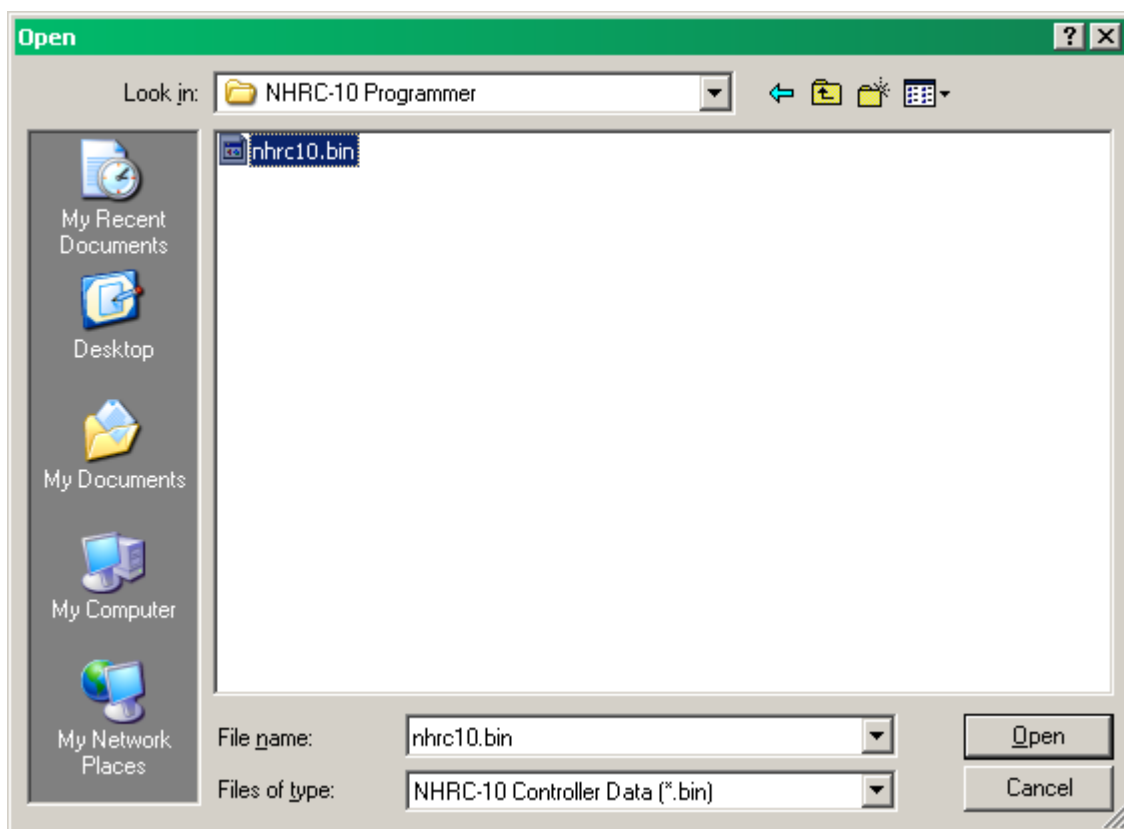 Open
Look in: NHRC-10 Programmer
nhrc10.bin
My Recent
Documents
Desktop
My Documents
My Computer
My Network
Places
File name: nhrc10.bin Open
Files of type: NHRC-10 Controller Data (*.bin) Cancel